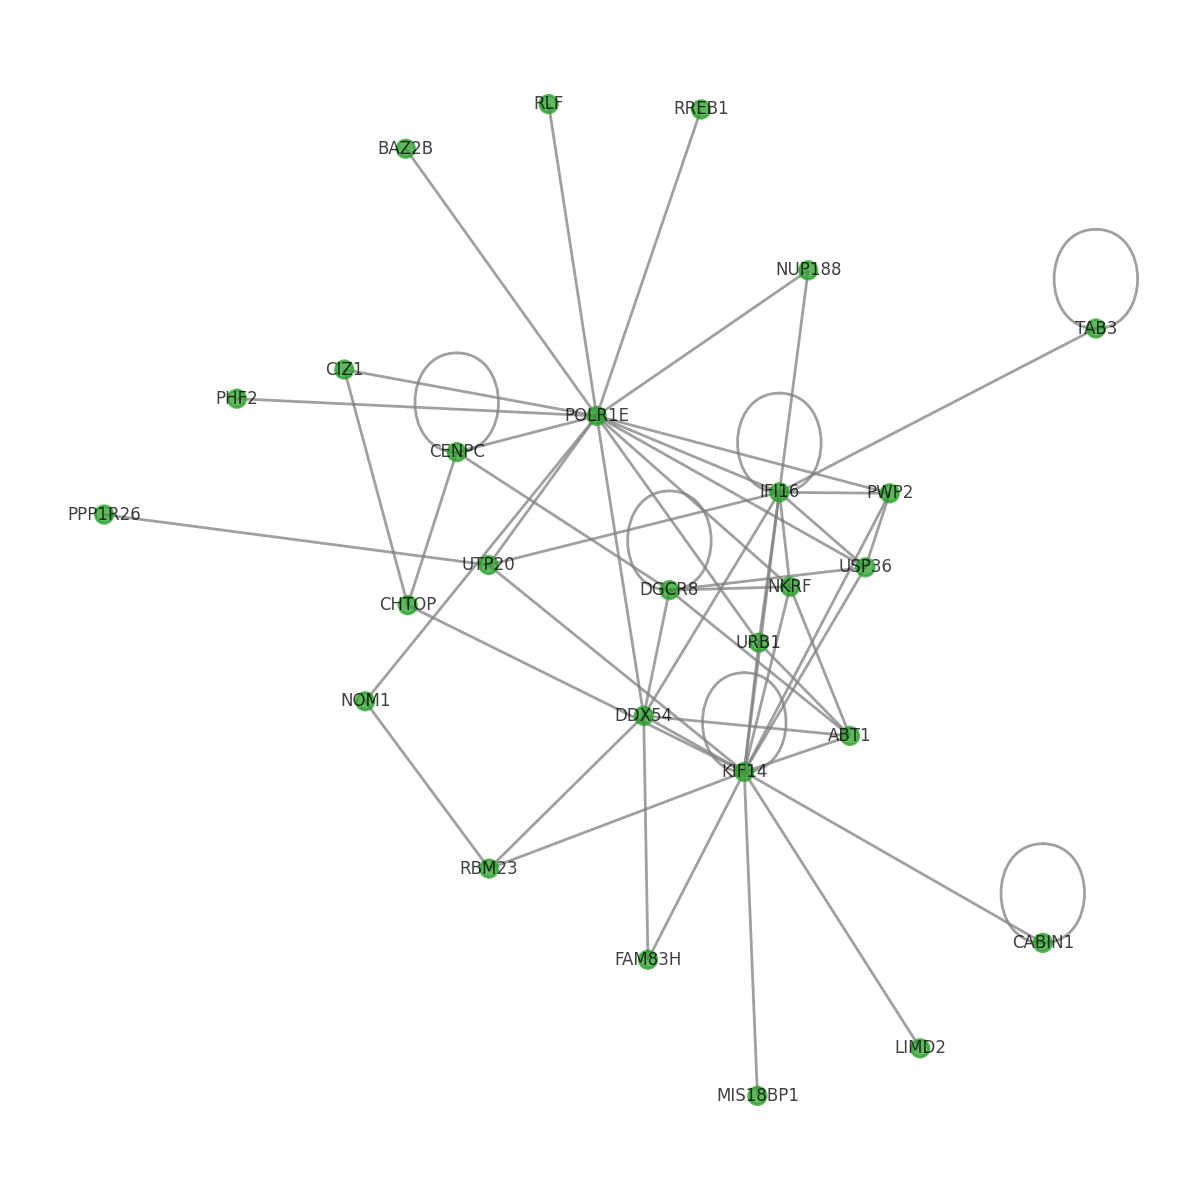 RLF
RREB1
BAZ2B
NUP188
TAB3
CIZ1
PHF2
POLR1E
CENPC
IFI16
PWP2
PPP1R26
UTP20
USP36
NKRF
DGCR8
CHTOP
URB1
NOM1
DDX54
ABT1
KIF14
RBM23
CABIN1
FAM83H
LIMD2
MIS18BP1